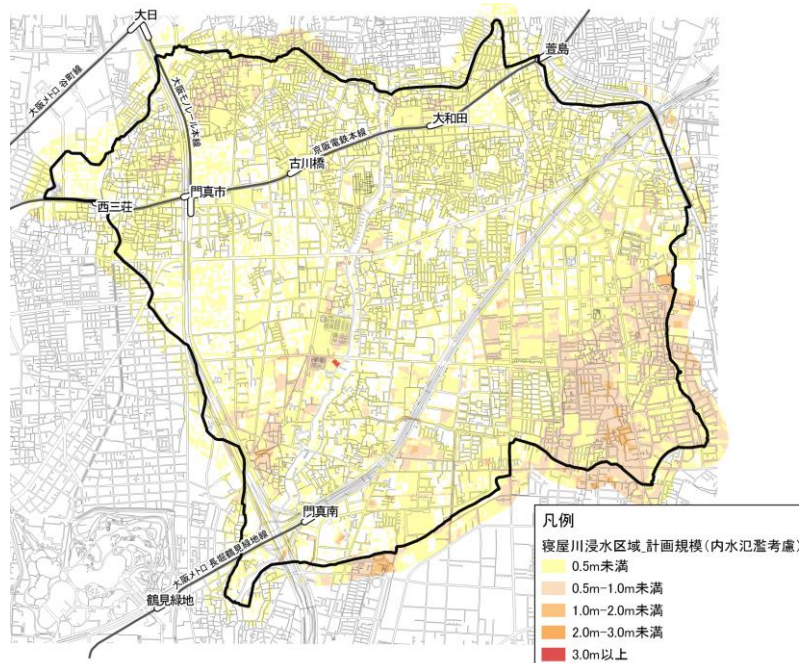 大日
萱島
大阪メトロ 谷町線
大阪モノレール本線
大和田
京阪電鉄本線
古川橋
門真市
西三荘
門真南
大阪メトロ 長堀鶴見緑地線
鶴見緑地
凡例
寝屋川浸水区域_計画規模(内水氾濫考慮)
0.5m未満
0.5m-1.0m未満
1.0m-2.0m未満
2.0m-3.0m未満
3.0m以上